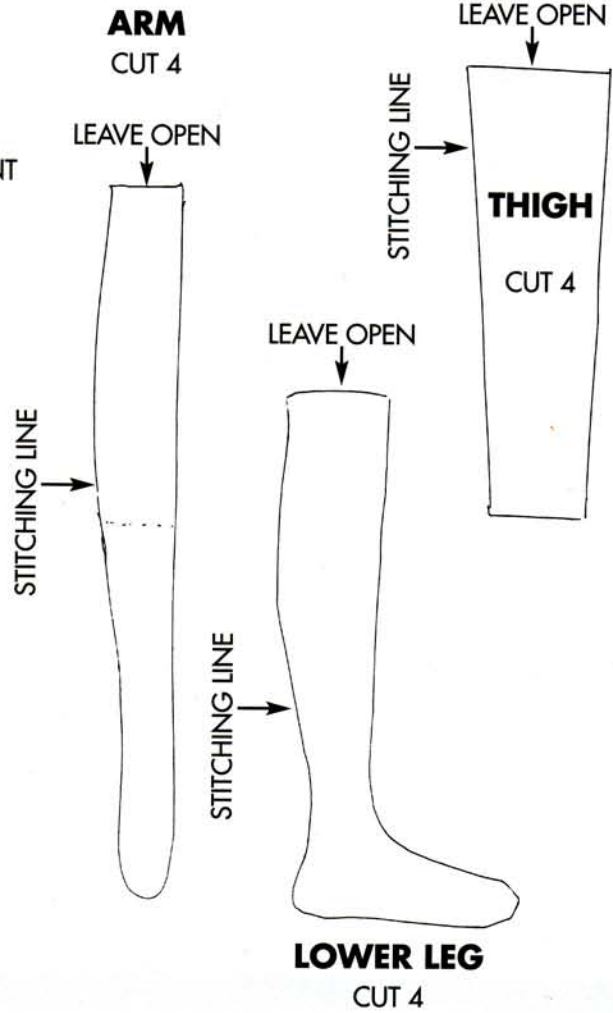 ARM
CUT 4
LEAVE OPEN
STITCHING LINE
LEAVE OPEN
STITCHING LINE
THIGH
CUT 4
LEAVE OPEN
STITCHING LINE
LOWER LEG
CUT 4